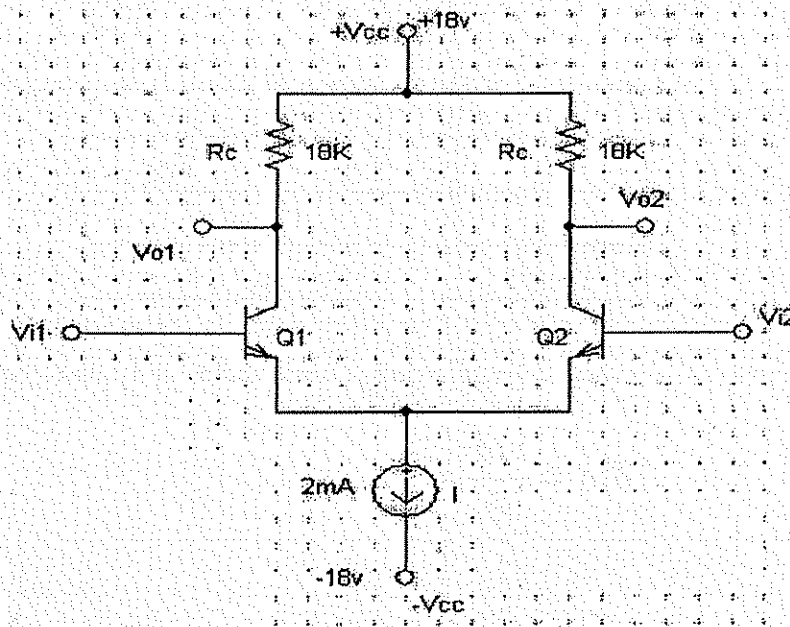 +Vcc +18v
Rc 18K
Rc 18K
Vo1
Vo2
Vi1
Q1
Q2
Vi2
2mA
I
-18v
-Vcc